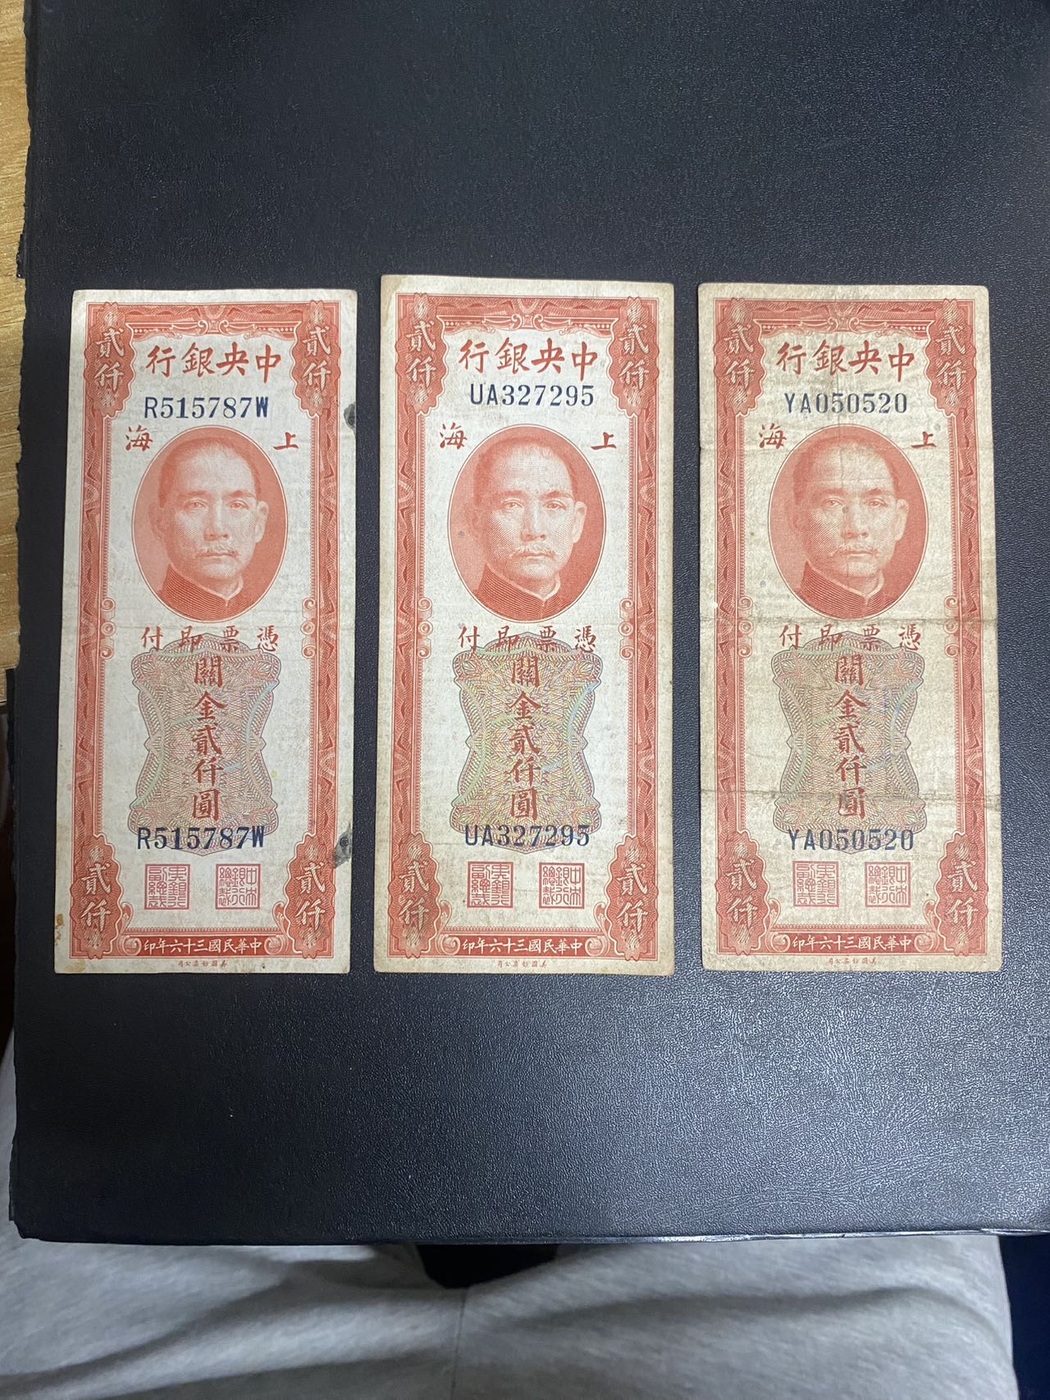 貳仟
貳仟
中央銀行
R515787W
上海
憑票即付
關金貳仟圓
R515787W
貳仟
貳仟
中華民國三十六年印
貳仟
貳仟
中央銀行
UA327295
上海
憑票即付
關金貳仟圓
UA327295
貳仟
貳仟
中華民國三十六年印
貳仟
貳仟
中央銀行
YA050520
上海
憑票即付
關金貳仟圓
YA050520
貳仟
貳仟
中華民國三十六年印